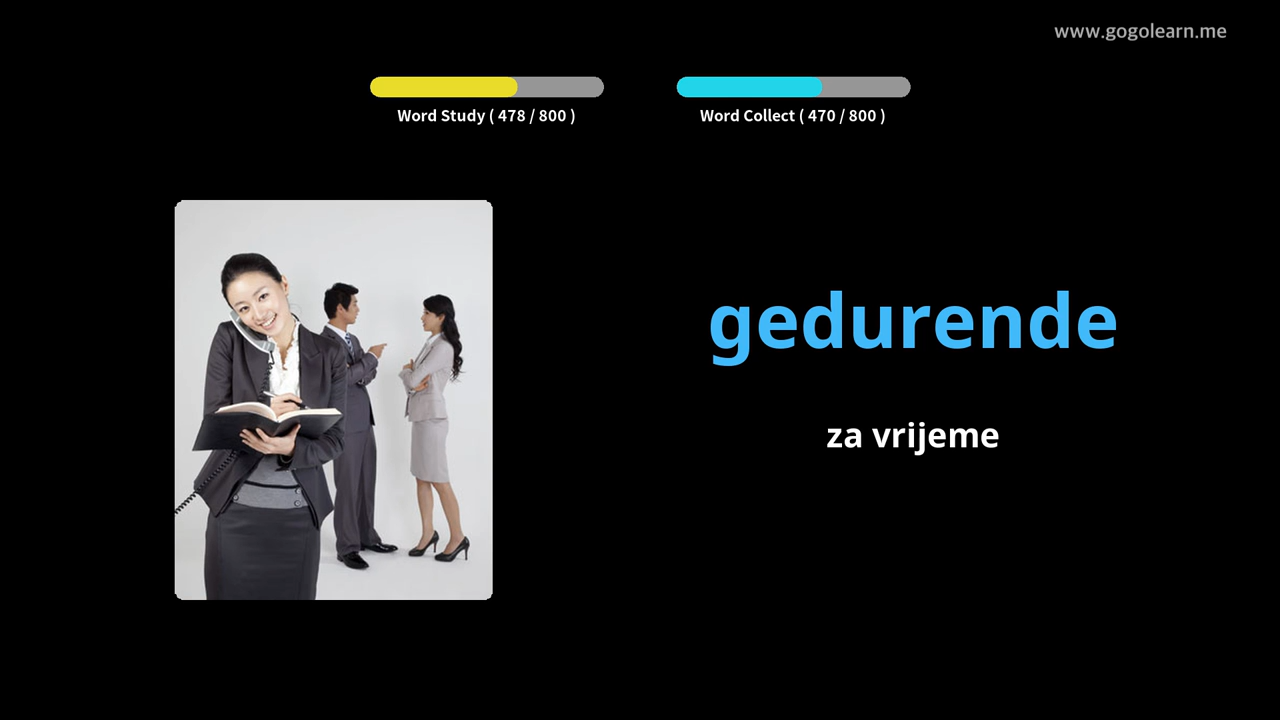 www.gogolearn.me
Word Study ( 478 / 800 )
Word Collect ( 470 / 800 )
gedurende
za vrijeme